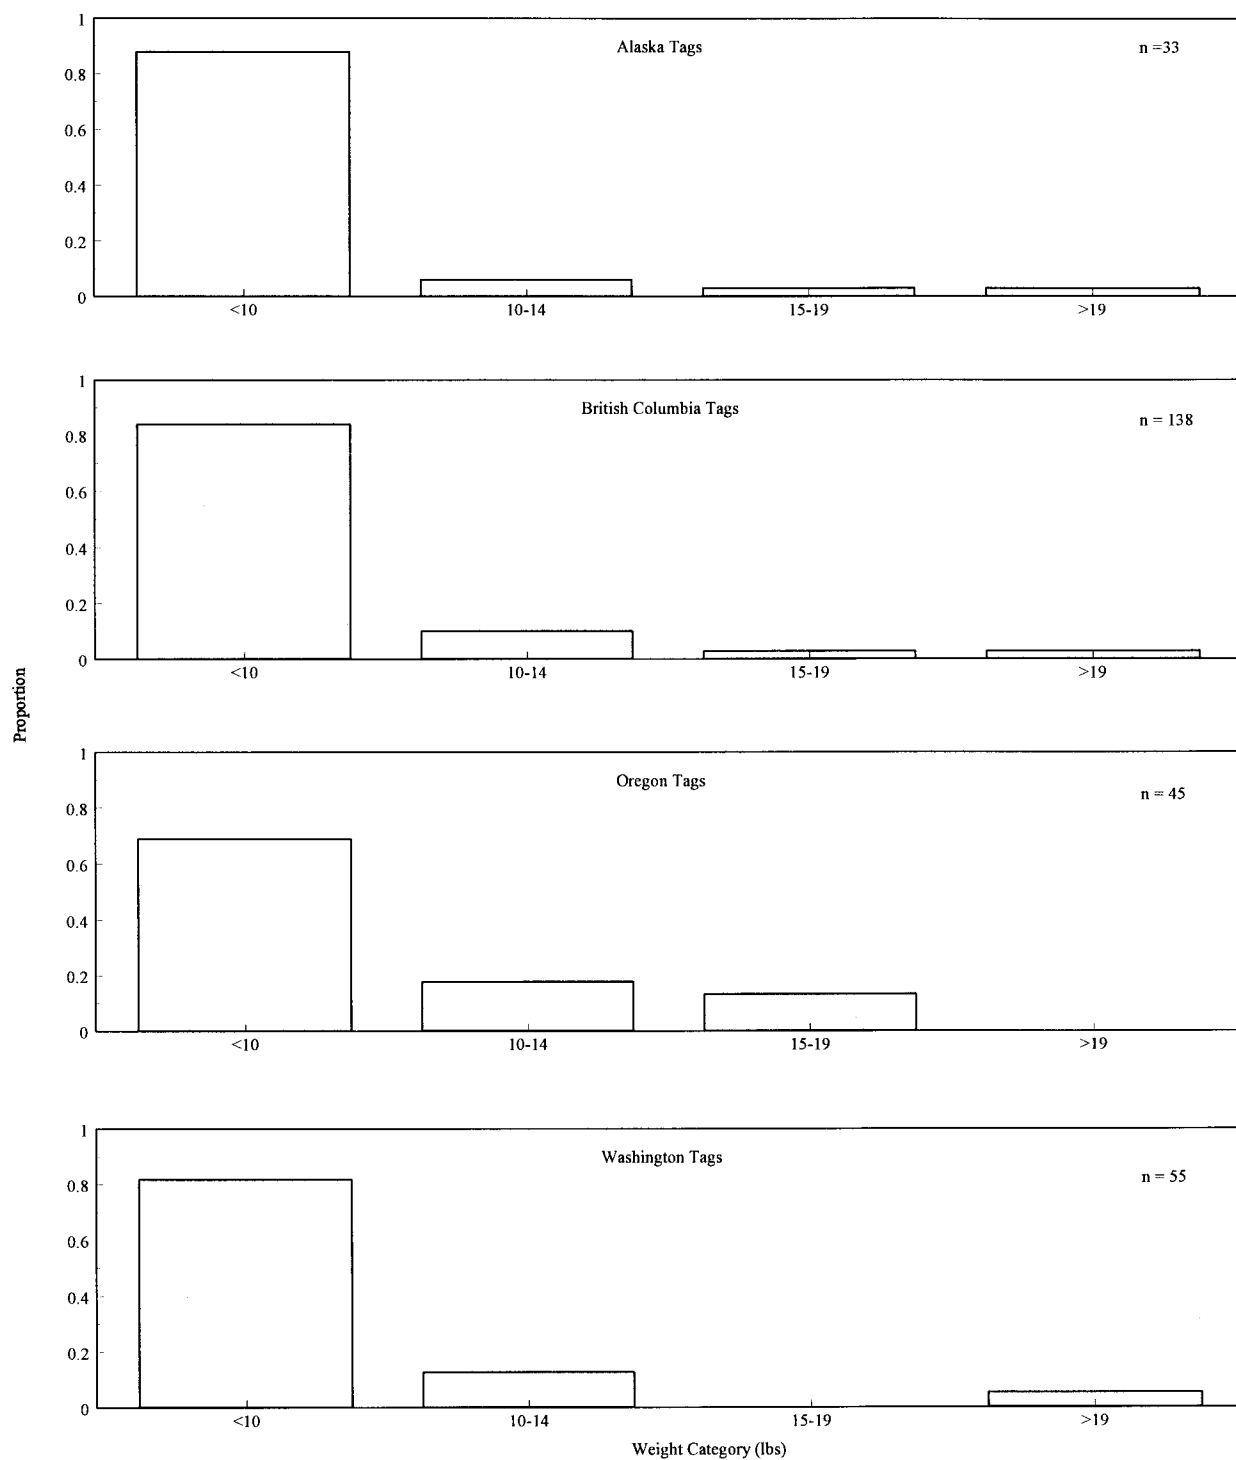 1
Alaska Tags
n =33
0.8
0.6
0.4
0.2
0
<10 10-14 15-19 >19
1
British Columbia Tags
n = 138
0.8
0.6
0.4
0.2
0
<10 10-14 15-19 >19
Proportion
1
Oregon Tags
n = 45
0.8
0.6
0.4
0.2
0
<10 10-14 15-19 >19
1
Washington Tags
n = 55
0.8
0.6
0.4
0.2
0
<10 10-14 15-19 >19
Weight Category (lbs)